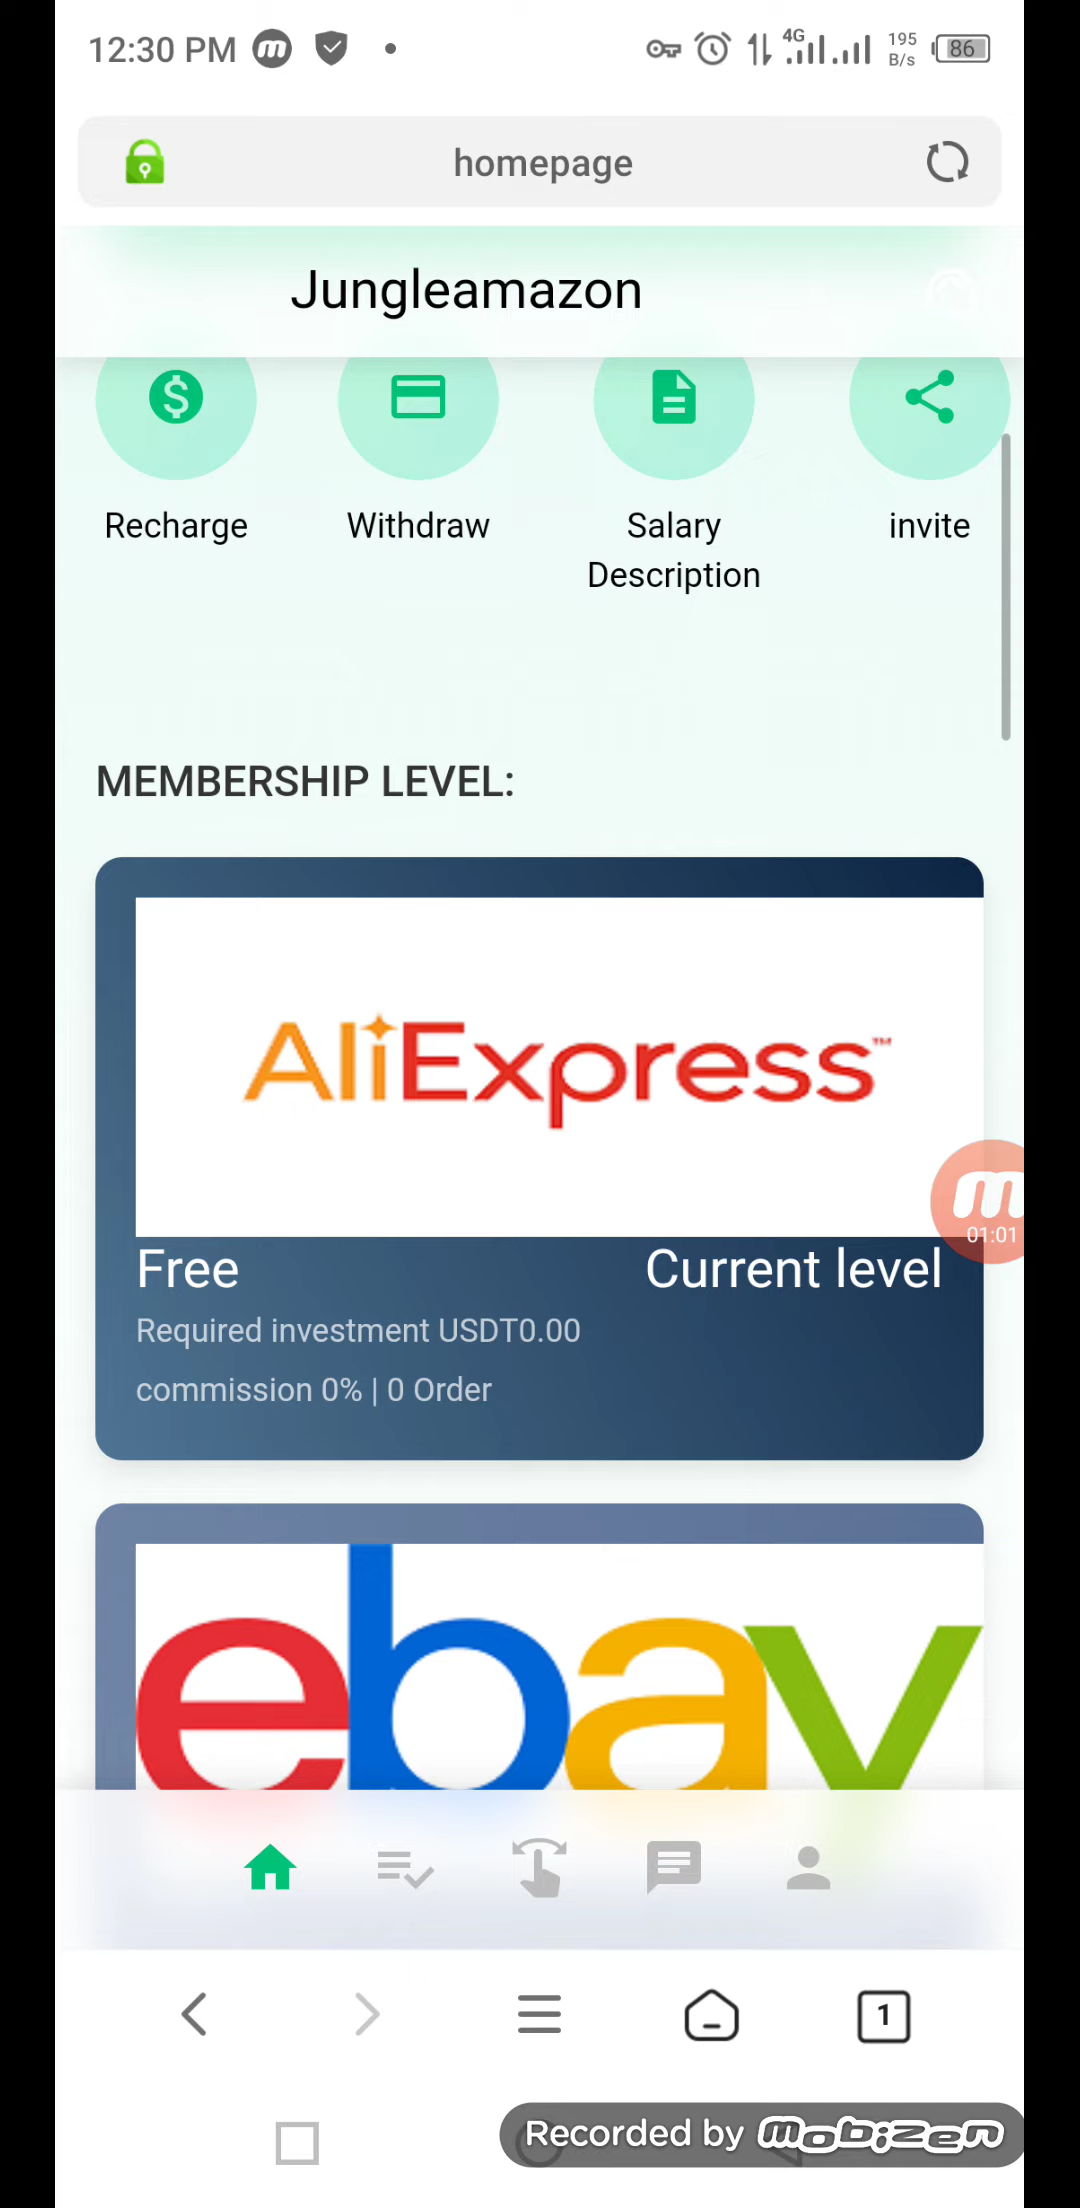 12:30 PM
4G
195
B/s
86
homepage
Jungleamazon
Recharge
Withdraw
Salary
Description
invite
MEMBERSHIP LEVEL:
AliExpress™
01:01
Free
Current level
Required investment USDT0.00
commission 0% | 0 Order
ebay
1
Recorded by mobizen